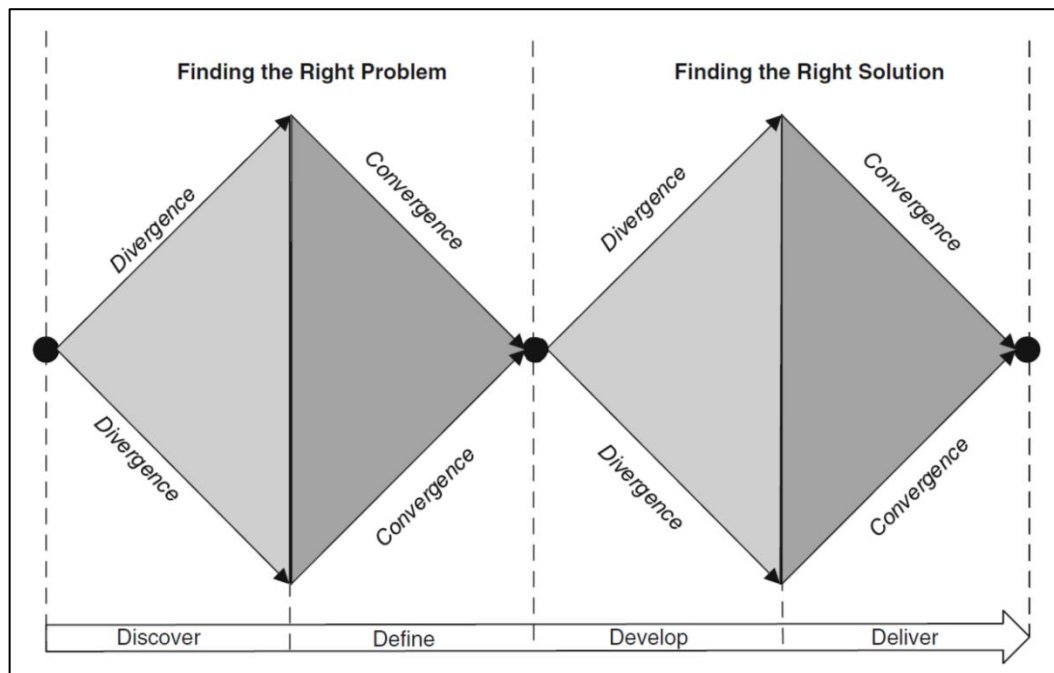 Finding the Right Problem
Finding the Right Solution
Divergence
Convergence
Divergence
Convergence
Divergence
Convergence
Divergence
Convergence
Discover
Define
Develop
Deliver